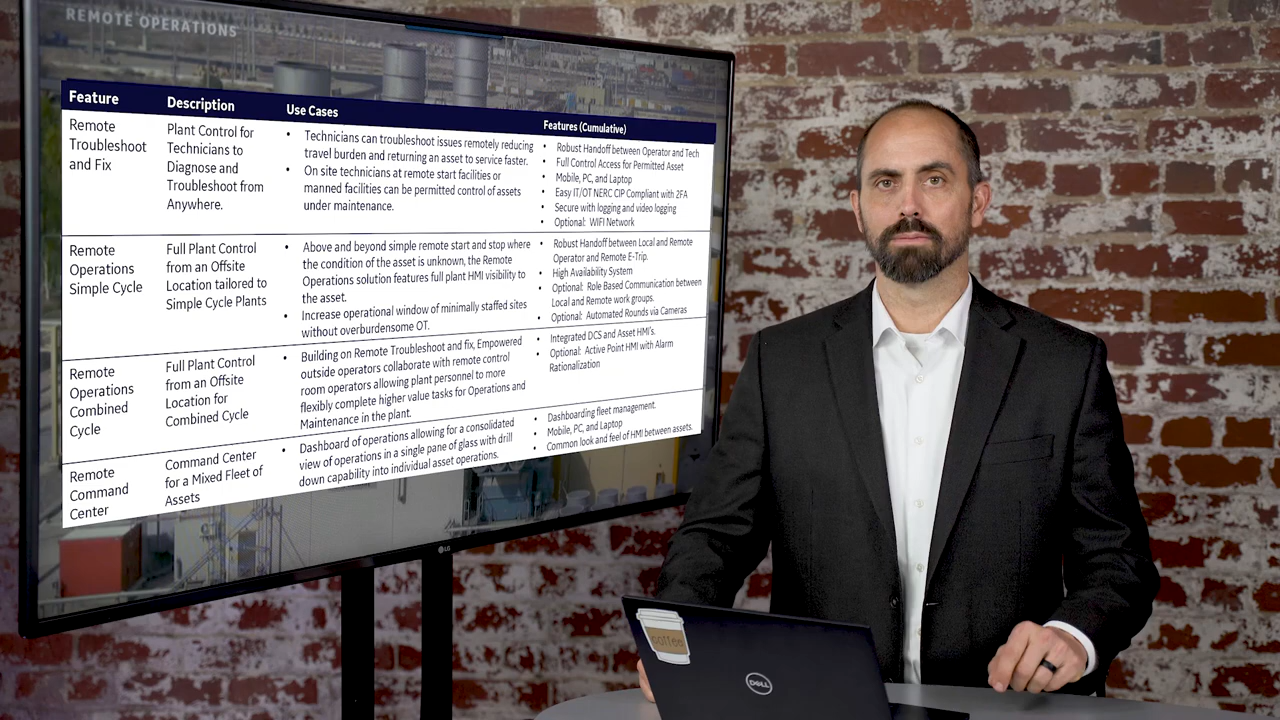 REMOTE OPERATIONS
Feature
Description
Use Cases
Features (Cumulative)
Remote
Troubleshoot
and Fix
Plant Control for
Technicians to
Diagnose and
Troubleshoot from
Anywhere.
• Technicians can troubleshoot issues remotely reducing
travel burden and returning an asset to service faster.
• On site technicians at remote start facilities or
manned facilities can be permitted control of assets
under maintenance.
• Robust Handoff between Operator and Tech
• Full Control Access for Permitted Asset
• Mobile, PC, and Laptop
• Easy IT/OT NERC CIP Compliant with 2FA
• Secure with logging and video logging
• Optional: WIFI Network
Remote
Operations
Simple Cycle
Full Plant Control
from an Offsite
Location tailored to
Simple Cycle Plants
• Above and beyond simple remote start and stop where
the condition of the asset is unknown, the Remote
Operations solution features full plant HMI visibility to
the asset.
• Increase operational window of minimally staffed sites
without overburdensome OT.
• Robust Handoff between Local and Remote
Operator and Remote E-Trip.
• High Availability System
• Optional: Role Based Communication between
Local and Remote work groups.
• Optional: Automated Rounds via Cameras
Remote
Operations
Combined
Cycle
Full Plant Control
from an Offsite
Location for
Combined Cycle
• Building on Remote Troubleshoot and fix, Empowered
outside operators collaborate with remote control
room operators allowing plant personnel to more
flexibly complete higher value tasks for Operations and
Maintenance in the plant.
• Integrated DCS and Asset HMI's.
• Optional: Active Point HMI with Alarm
Rationalization
Remote
Command
Center
Command Center
for a Mixed Fleet of
Assets
• Dashboard of operations allowing for a consolidated
view of operations in a single pane of glass with drill
down capability into individual asset operations.
• Dashboarding fleet management.
• Mobile, PC, and Laptop
• Common look and feel of HMI between assets.
LG
coffee
DELL